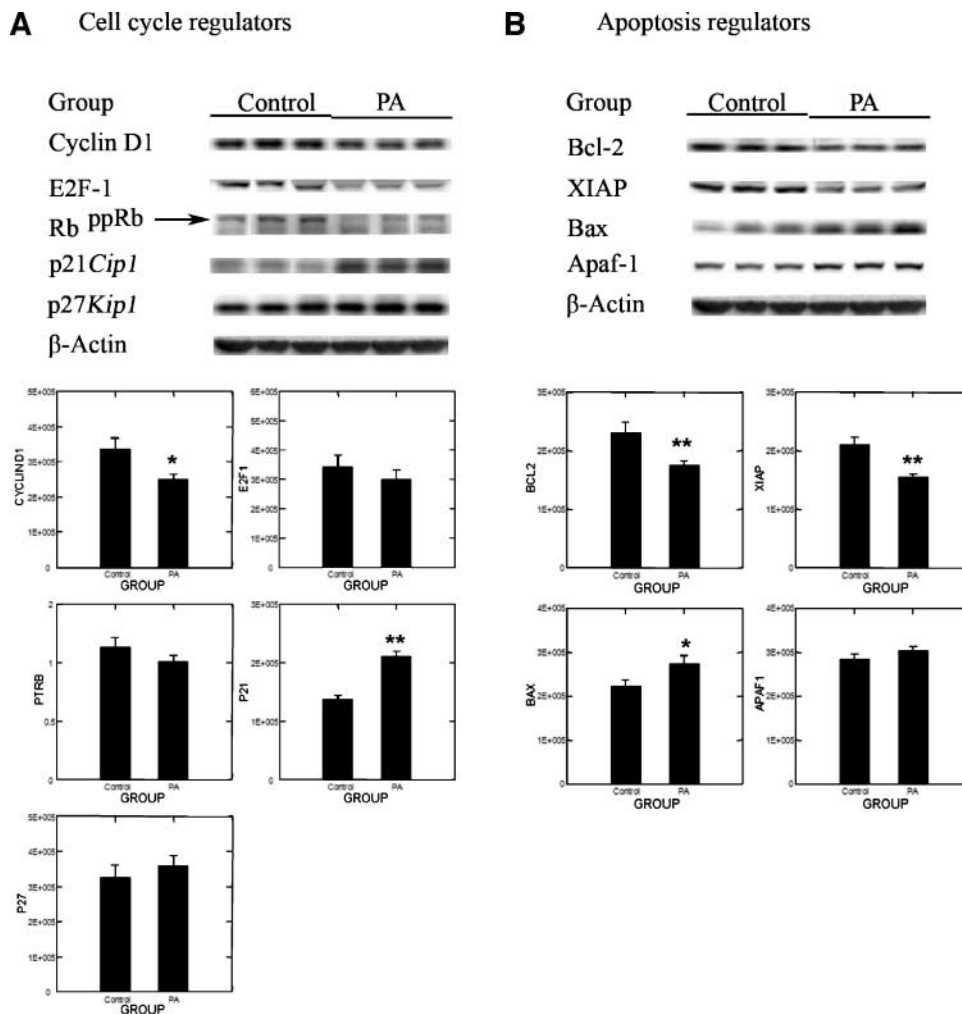 A Cell cycle regulators
Group Control PA
Cyclin D1
E2F-1
Rb ppRb
p21Cip1
p27Kip1
β-Actin
5E+005
4E+005
3E+005
2E+005
1E+005
0
CYCLIND1
Control PA
GROUP
*
5E+005
4E+005
3E+005
2E+005
1E+005
0
E2F1
Control PA
GROUP
2
1
0.5
0
PTRB
Control PA
GROUP
3E+005
2E+005
1E+005
0
P21
Control PA
GROUP
**
5E+005
4E+005
3E+005
2E+005
1E+005
0
P27
Control PA
GROUP
B Apoptosis regulators
Group Control PA
Bcl-2
XIAP
Bax
Apaf-1
β-Actin
3E+005
2E+005
1E+005
0
BCL2
Control PA
GROUP
**
3E+005
2E+005
1E+005
0
XIAP
Control PA
GROUP
**
4E+005
3E+005
2E+005
1E+005
0
BAX
Control PA
GROUP
*
4E+005
3E+005
2E+005
1E+005
0
APAF1
Control PA
GROUP